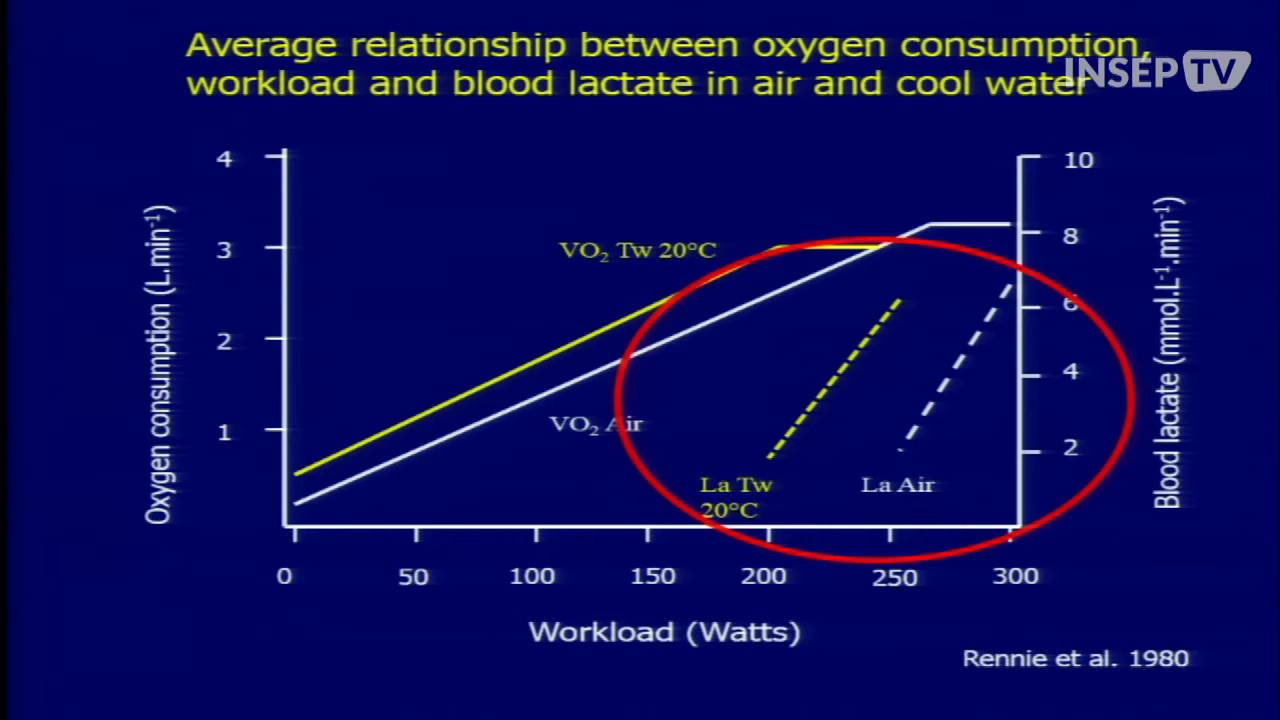 Average relationship between oxygen consumption,
workload and blood lactate in air and cool water
INSEP TV
4
3
2
1
Oxygen consumption (L.min⁻¹)
10
8
6
4
2
Blood lactate (mmol.L⁻¹.min⁻¹)
VO₂ Tw 20°C
VO₂ Air
La Tw
20°C
La Air
0 50 100 150 200 250 300
Workload (Watts)
Rennie et al. 1980